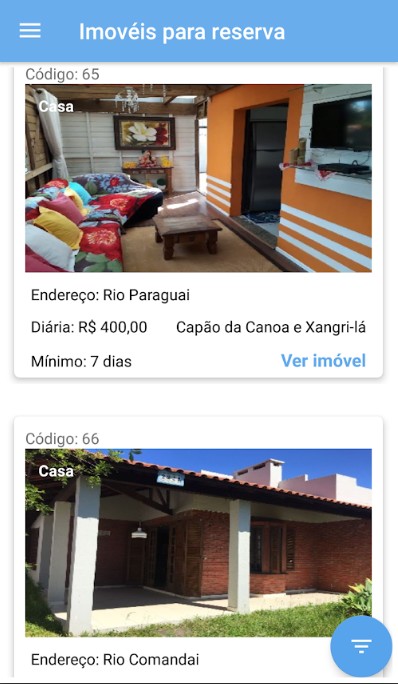 Imovéis para reserva
Código: 65
Casa
Endereço: Rio Paraguai
Diária: R$ 400,00 Capão da Canoa e Xangri-lá
Mínimo: 7 dias Ver imóvel
Código: 66
Casa
Endereço: Rio Comandai